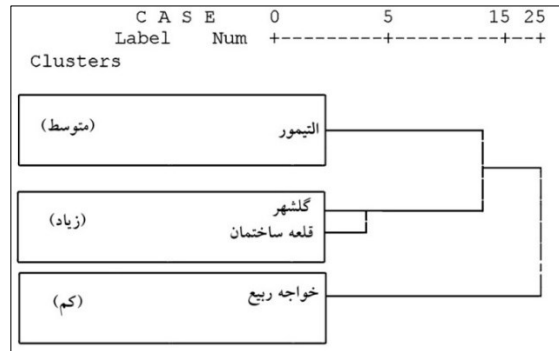 C A S E 0 5 15 25
Label Num +---------+---------+--+
Clusters
التیمور (متوسط)
گلشهر
(زیاد)
قلعه ساختمان
خواجه ربیع (کم)